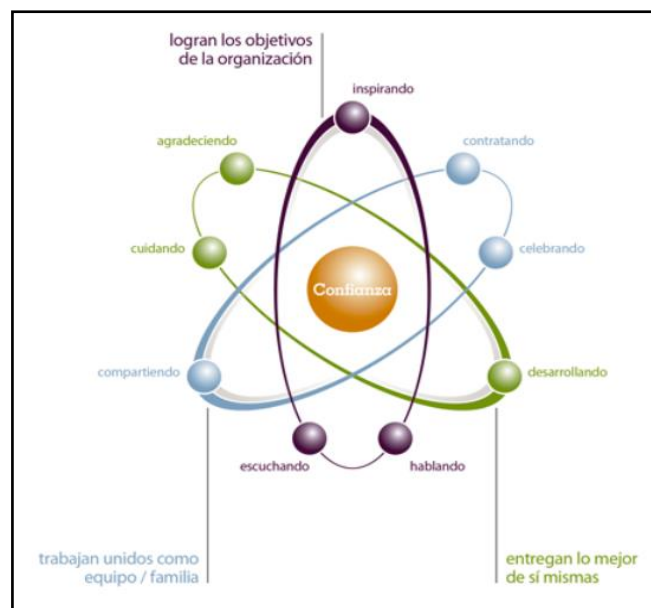 logran los objetivos
de la organización
inspirando
agradeciendo
contratando
cuidando
celebrando
Confianza
compartiendo
desarrollando
escuchando
hablando
trabajan unidos como
equipo / familia
entregan lo mejor
de sí mismas